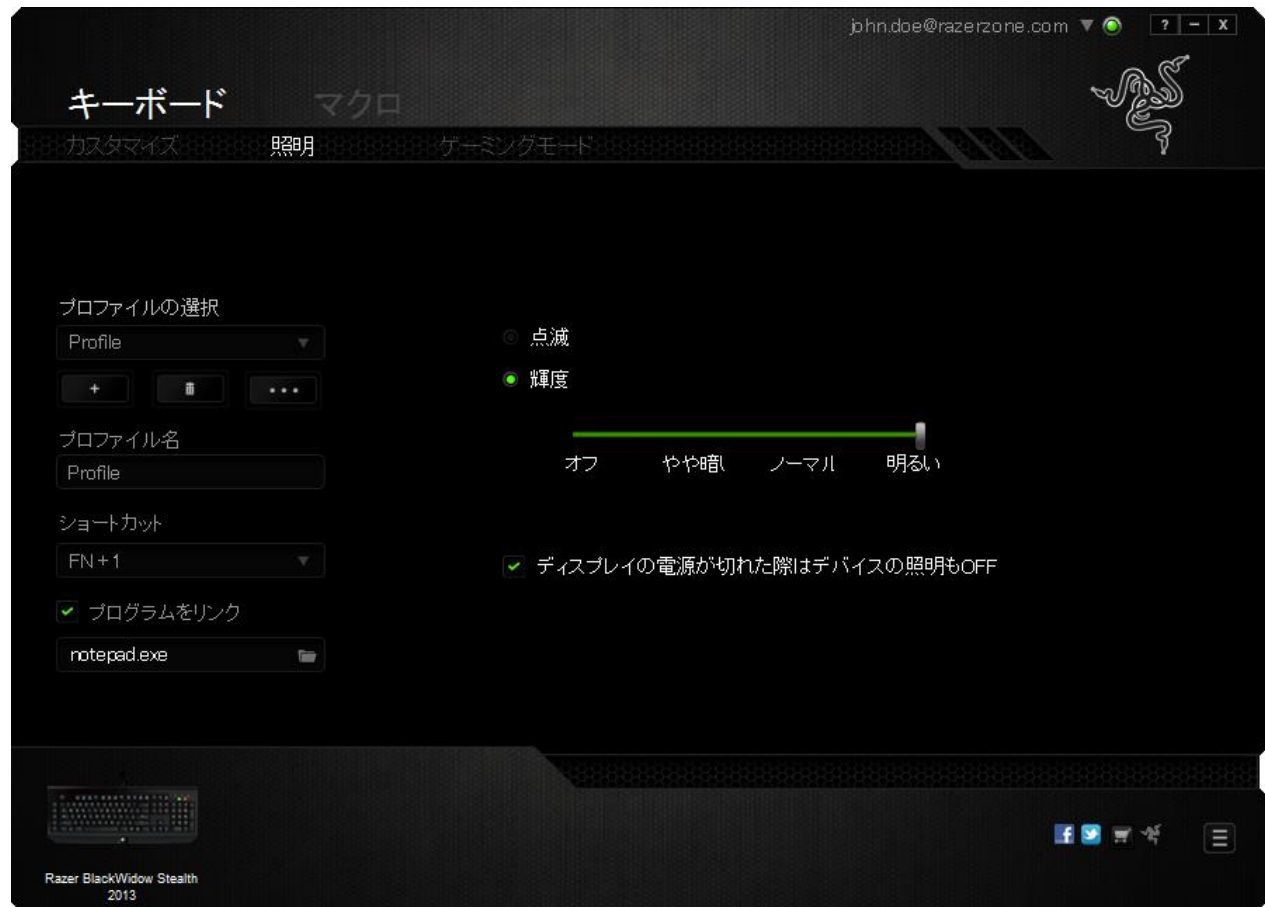 john.doe@razerzone.com
? − X
キーボード マクロ
カスタマイズ 照明 ゲーミングモード
プロファイルの選択
Profile
プロファイル名
Profile
ショートカット
FN+1
プログラムをリンク
notepad.exe
点滅
輝度
オフ やや暗い ノーマル 明るい
ディスプレイの電源が切れた際はデバイスの照明もOFF
Razer BlackWidow Stealth
2013